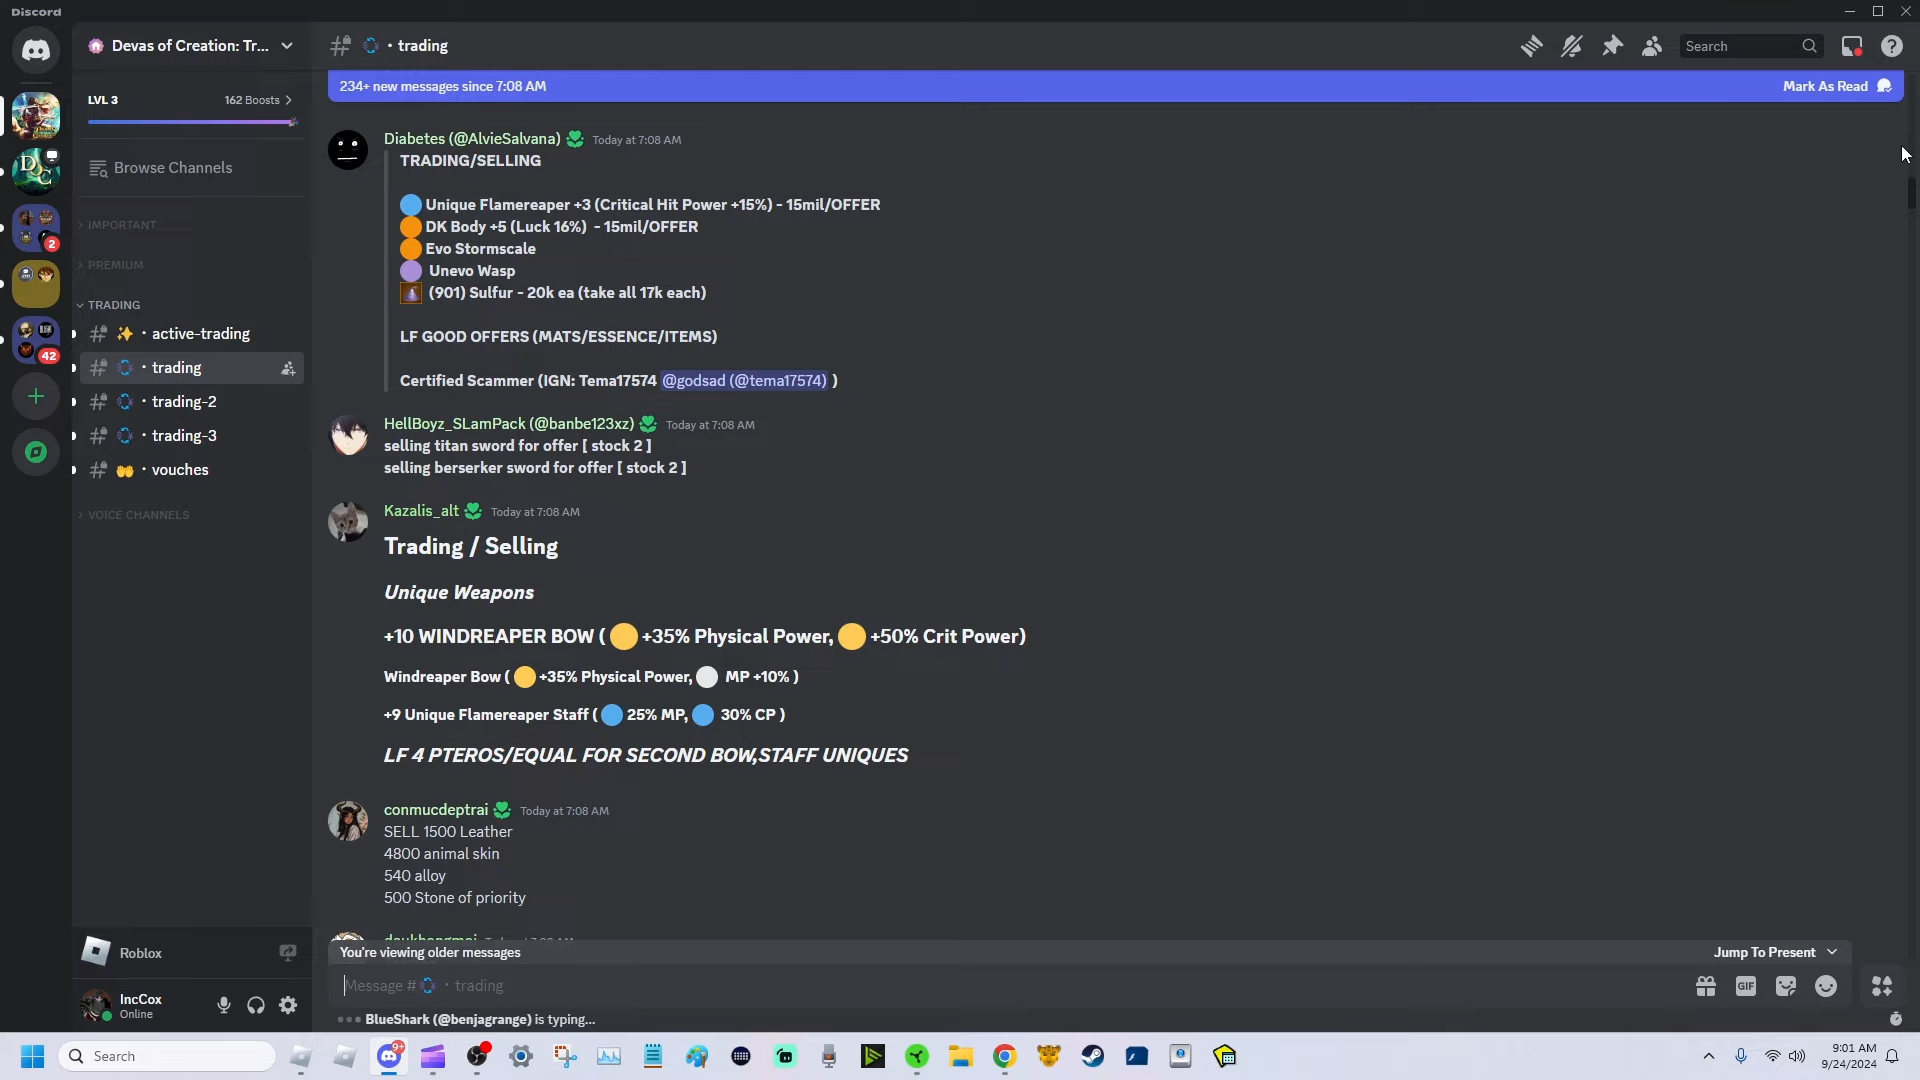 Discord
Devas of Creation: Tr...
• trading
Search
234+ new messages since 7:08 AM
Mark As Read
LVL 3
162 Boosts
Browse Channels
IMPORTANT
PREMIUM
TRADING
• active-trading
• trading
• trading-2
• trading-3
• vouches
VOICE CHANNELS
2
42
Diabetes (@AlvieSalvana) Today at 7:08 AM
TRADING/SELLING
Unique Flamereaper +3 (Critical Hit Power +15%) - 15mil/OFFER
DK Body +5 (Luck 16%) - 15mil/OFFER
Evo Stormscale
Unevo Wasp
(901) Sulfur - 20k ea (take all 17k each)
LF GOOD OFFERS (MATS/ESSENCE/ITEMS)
Certified Scammer (IGN: Tema17574 @godsad (@tema17574) )
HellBoyz_SLamPack (@banbe123xz) Today at 7:08 AM
selling titan sword for offer [ stock 2 ]
selling berserker sword for offer [ stock 2 ]
Kazalis_alt Today at 7:08 AM
Trading / Selling
Unique Weapons
+10 WINDREAPER BOW ( +35% Physical Power, +50% Crit Power)
Windreaper Bow ( +35% Physical Power, MP +10% )
+9 Unique Flamereaper Staff ( 25% MP, 30% CP )
LF 4 PTEROS/EQUAL FOR SECOND BOW,STAFF UNIQUES
conmucdeptrai Today at 7:08 AM
SELL 1500 Leather
4800 animal skin
540 alloy
500 Stone of priority
You're viewing older messages
Jump To Present
Message # • trading
GIF
BlueShark (@benjagrange) is typing...
Roblox
IncCox
Online
Search
9+
9:01 AM
9/24/2024